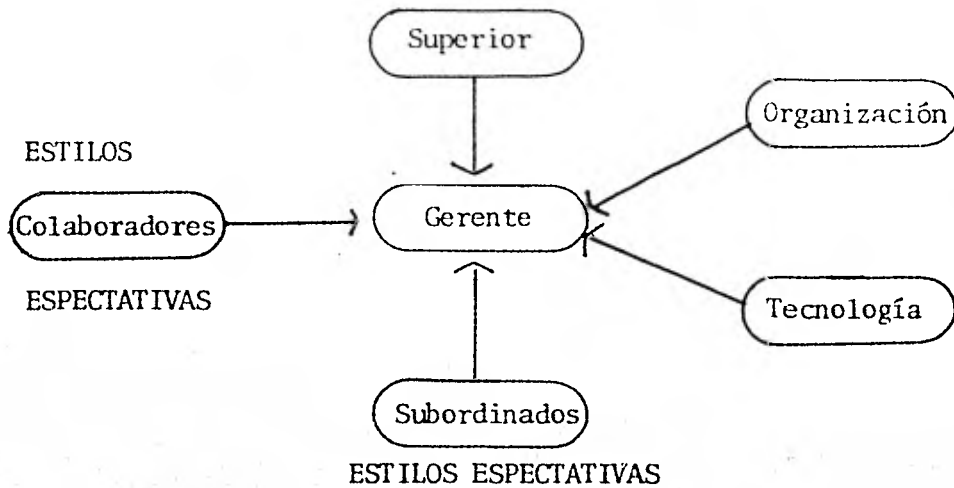 Superior
Organización
ESTILOS
Colaboradores
Gerente
ESPECTATIVAS
Tecnología
Subordinados
ESTILOS ESPECTATIVAS